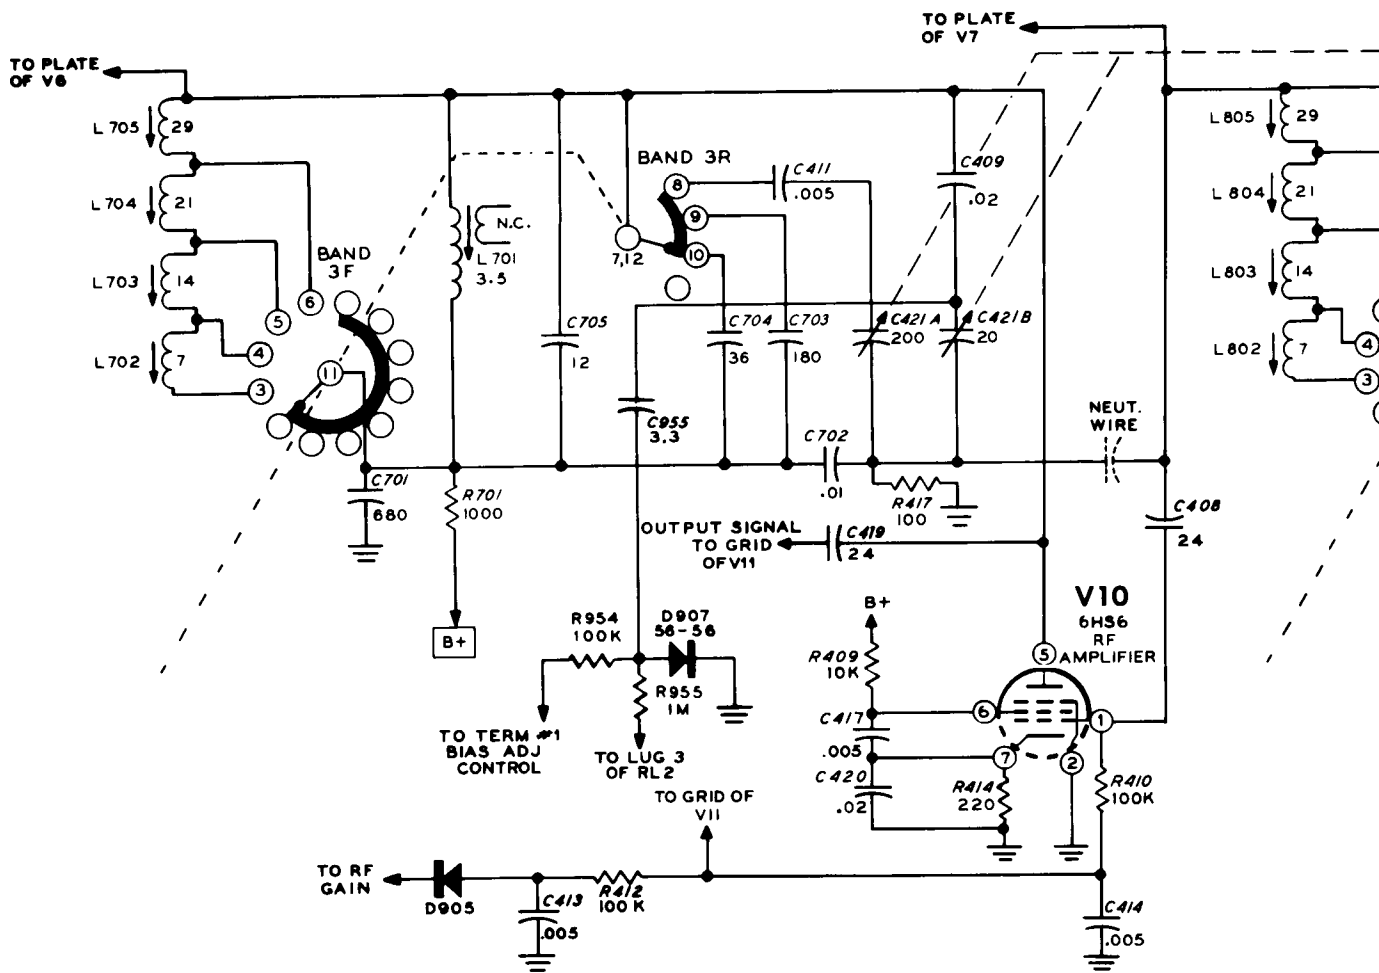 TO PLATE
OF V7
TO PLATE
OF V6
L 705
29
L 704
21
L 703
14
L 702
7
BAND
3F
6
5
4
3
11
N.C.
L 701
3.5
BAND 3R
8
9
10
7,12
C411
.005
C409
.02
C705
12
C704
36
C703
180
C421A
200
C421B
20
L 805
29
L 804
21
L 803
14
L 802
7
4
3
C955
3.3
C702
.01
NEUT.
WIRE
C701
680
R701
1000
R417
100
C408
24
OUTPUT SIGNAL
TO GRID
OF V11
C419
24
B+
R954
100K
D907
56-56
R955
1M
TO TERM #1
BIAS ADJ
CONTROL
TO LUG 3
OF RL2
B+
R409
10K
V10
6HS6
RF
AMPLIFIER
5
6
1
7
2
C417
.005
C420
.02
R414
220
R410
100K
TO GRID OF
V11
TO RF
GAIN
D905
C413
.005
R412
100K
C414
.005